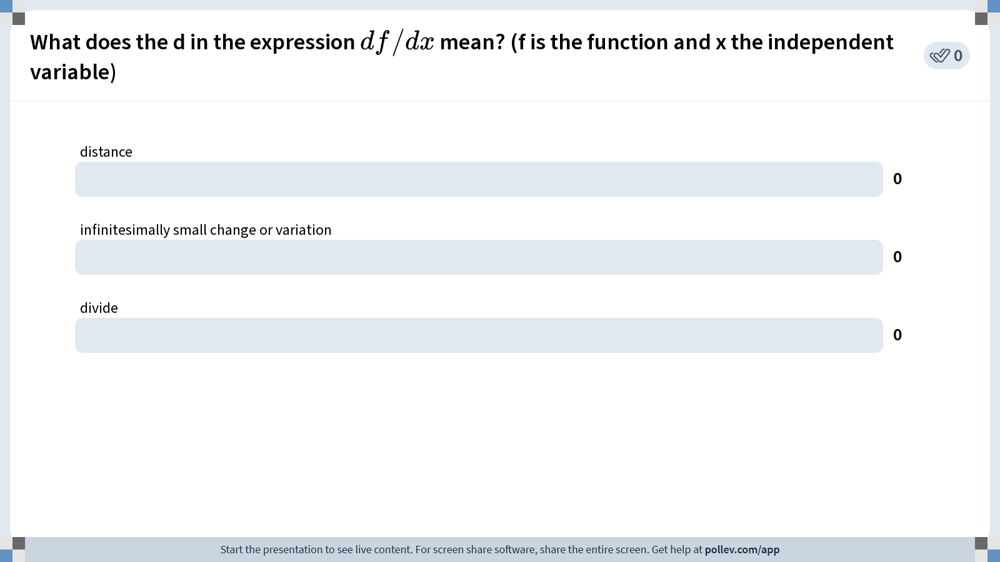 What does the d in the expression df/dx mean? (f is the function and x the independent
variable)
0
distance
0
infinitesimally small change or variation
0
divide
0
Start the presentation to see live content. For screen share software, share the entire screen. Get help at pollev.com/app